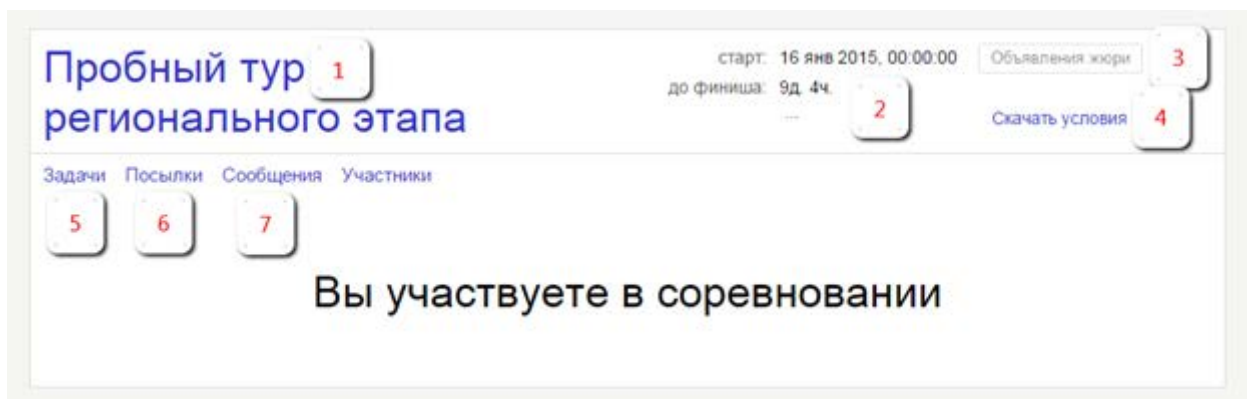 Пробный тур 1
регионального этапа
старт: 16 янв 2015, 00:00:00
до финиша: 9д. 4ч.
...
2
Объявления жюри 3
Скачать условия 4
Задачи Посылки Сообщения Участники
5 6 7
Вы участвуете в соревновании